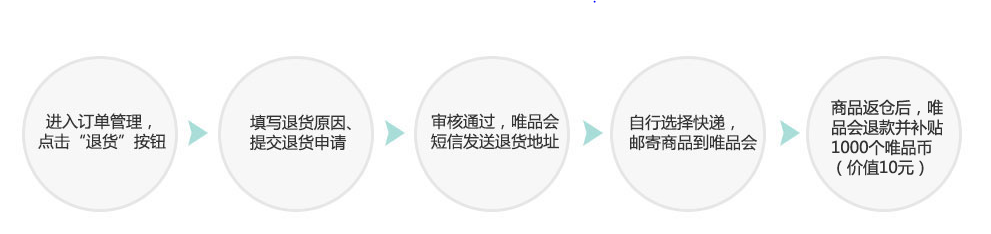 进入订单管理，
点击“退货”按钮
填写退货原因、
提交退货申请
审核通过，唯品会
短信发送退货地址
自行选择快递，
邮寄商品到唯品会
商品返仓后，唯
品会退款并补贴
1000个唯品币
（价值10元）